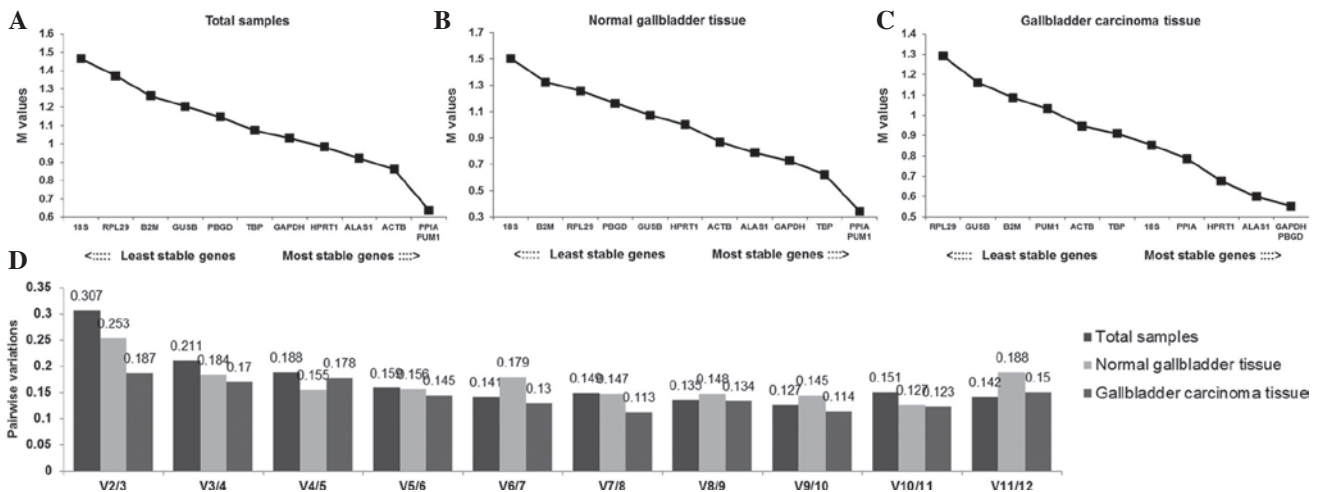 A
Total samples
M values
1.6
1.5
1.4
1.3
1.2
1.1
1
0.9
0.8
0.7
0.6
18S RPL29 B2M GUSB PBGD TBP GAPDH HPRT1 ALAS1 ACTB PPIA
PUM1
<::::: Least stable genes Most stable genes ::::>
B
Normal gallbladder tissue
M values
1.7
1.5
1.3
1.1
0.9
0.7
0.5
0.3
18S B2M RPL29 PBGD GUSB HPRT1 ACTB ALAS1 GAPDH TBP PPIA
PUM1
<::::: Least stable genes Most stable genes ::::>
C
Gallbladder carcinoma tissue
M values
1.4
1.3
1.2
1.1
1
0.9
0.8
0.7
0.6
0.5
RPL29 GUSB B2M PUM1 ACTB TBP 18S PPIA HPRT1 ALAS1 GAPDH
PBGD
<::::: Least stable genes Most stable genes ::::>
D
Pairwise variations
0.35
0.3
0.25
0.2
0.15
0.1
0.05
0
0.307 0.253 0.187
0.211 0.184 0.17
0.188 0.155 0.178
0.159 0.156 0.145
0.141 0.179 0.13
0.149 0.147 0.113
0.135 0.148 0.134
0.127 0.145 0.114
0.151 0.127 0.123
0.142 0.188 0.15
V2/3 V3/4 V4/5 V5/6 V6/7 V7/8 V8/9 V9/10 V10/11 V11/12
Total samples
Normal gallbladder tissue
Gallbladder carcinoma tissue